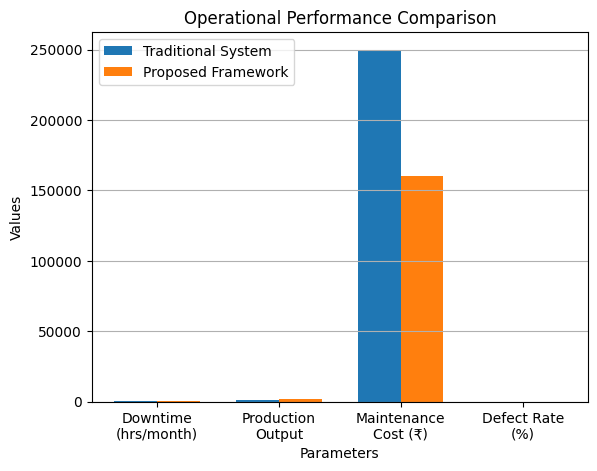 Operational Performance Comparison
Traditional System
Proposed Framework
250000
200000
150000
100000
50000
0
Values
Downtime
(hrs/month)
Production
Output
Maintenance
Cost (₹)
Defect Rate
(%)
Parameters